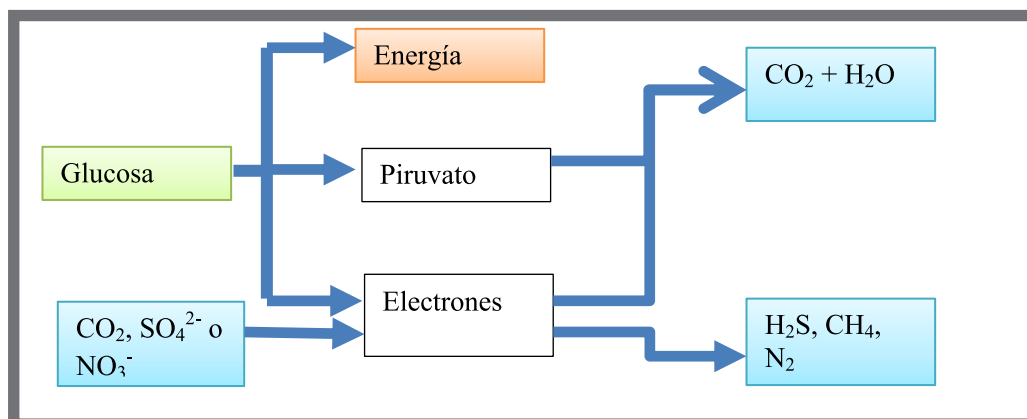 Energía
CO₂ + H₂O
Glucosa
Piruvato
Electrones
CO₂, SO₄²⁻ o
NO₃⁻
H₂S, CH₄,
N₂